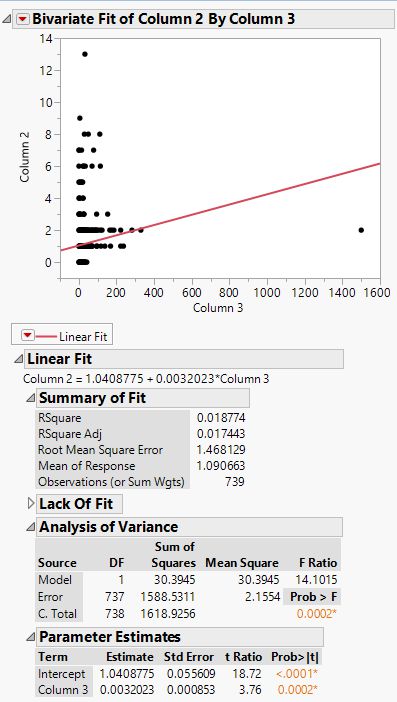 Bivariate Fit of Column 2 By Column 3
14
12
10
8
6
4
2
0
Column 2
0 200 400 600 800 1000 1200 1400 1600
Column 3
Linear Fit
Linear Fit
Column 2 = 1.0408775 + 0.0032023*Column 3
Summary of Fit
RSquare 0.018774
RSquare Adj 0.017443
Root Mean Square Error 1.468129
Mean of Response 1.090663
Observations (or Sum Wgts) 739
Lack Of Fit
Analysis of Variance
Sum of
Source DF Squares Mean Square F Ratio
Model 1 30.3945 30.3945 14.1015
Error 737 1588.5311 2.1554 Prob > F
C. Total 738 1618.9256 0.0002*
Parameter Estimates
Term Estimate Std Error t Ratio Prob>|t|
Intercept 1.0408775 0.055609 18.72 <.0001*
Column 3 0.0032023 0.000853 3.76 0.0002*